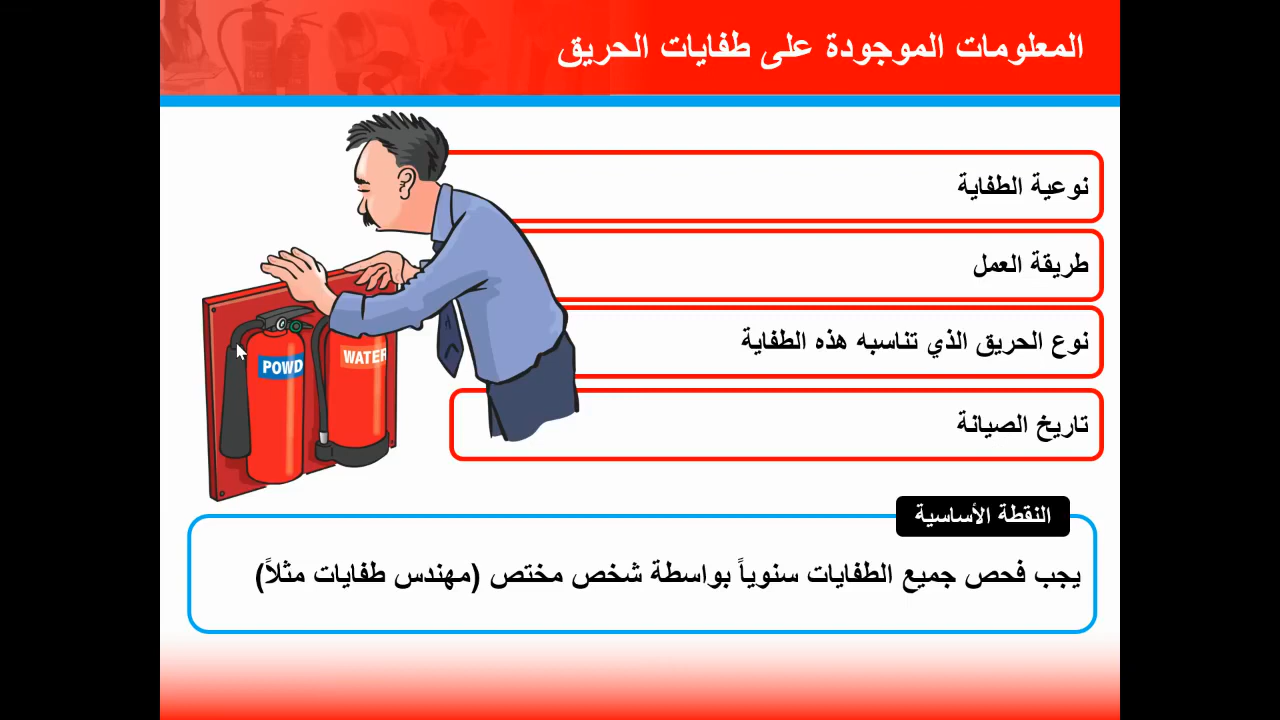 المعلومات الموجودة على طفايات الحريق
نوعية الطفاية
طريقة العمل
نوع الحريق الذي تناسبه هذه الطفاية
تاريخ الصيانة
POWD
WATER
النقطة الأساسية
يجب فحص جميع الطفايات سنوياً بواسطة شخص مختص (مهندس طفايات مثلاً)